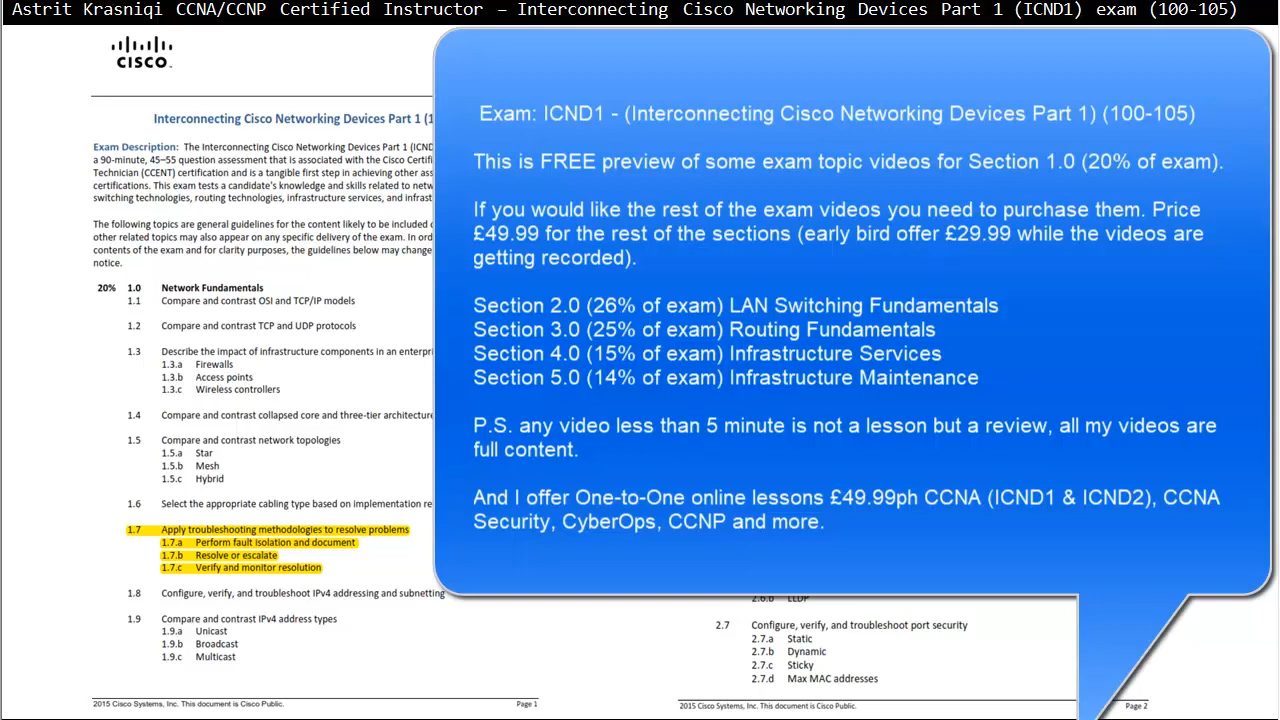 Astrit Krasniqi CCNA/CCNP Certified Instructor – Interconnecting Cisco Networking Devices Part 1 (ICND1) exam (100-105)
CISCO
Interconnecting Cisco Networking Devices Part 1 (1
Exam Description: The Interconnecting Cisco Networking Devices Part 1 (ICND
a 90-minute, 45–55 question assessment that is associated with the Cisco Certifi
Technician (CCENT) certification and is a tangible first step in achieving other ass
certifications. This exam tests a candidate's knowledge and skills related to netw
switching technologies, routing technologies, infrastructure services, and infrast
The following topics are general guidelines for the content likely to be included o
other related topics may also appear on any specific delivery of the exam. In ord
contents of the exam and for clarity purposes, the guidelines below may change
notice.
20% 1.0 Network Fundamentals
1.1 Compare and contrast OSI and TCP/IP models
1.2 Compare and contrast TCP and UDP protocols
1.3 Describe the impact of infrastructure components in an enterpri
1.3.a Firewalls
1.3.b Access points
1.3.c Wireless controllers
1.4 Compare and contrast collapsed core and three-tier architecture
1.5 Compare and contrast network topologies
1.5.a Star
1.5.b Mesh
1.5.c Hybrid
1.6 Select the appropriate cabling type based on implementation re
1.7 Apply troubleshooting methodologies to resolve problems
1.7.a Perform fault isolation and document
1.7.b Resolve or escalate
1.7.c Verify and monitor resolution
1.8 Configure, verify, and troubleshoot IPv4 addressing and subnetting
1.9 Compare and contrast IPv4 address types
1.9.a Unicast
1.9.b Broadcast
1.9.c Multicast
2015 Cisco Systems, Inc. This document is Cisco Public. Page 1
Exam: ICND1 - (Interconnecting Cisco Networking Devices Part 1) (100-105)
This is FREE preview of some exam topic videos for Section 1.0 (20% of exam).
If you would like the rest of the exam videos you need to purchase them. Price
£49.99 for the rest of the sections (early bird offer £29.99 while the videos are
getting recorded).
Section 2.0 (26% of exam) LAN Switching Fundamentals
Section 3.0 (25% of exam) Routing Fundamentals
Section 4.0 (15% of exam) Infrastructure Services
Section 5.0 (14% of exam) Infrastructure Maintenance
P.S. any video less than 5 minute is not a lesson but a review, all my videos are
full content.
And I offer One-to-One online lessons £49.99ph CCNA (ICND1 & ICND2), CCNA
Security, CyberOps, CCNP and more.
2.6.b LLDP
2.7 Configure, verify, and troubleshoot port security
2.7.a Static
2.7.b Dynamic
2.7.c Sticky
2.7.d Max MAC addresses
2015 Cisco Systems, Inc. This document is Cisco Public. Page 2